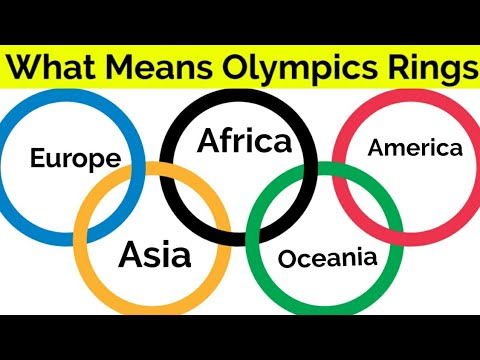 What Means Olympics Rings
Europe
Africa
America
Asia
Oceania